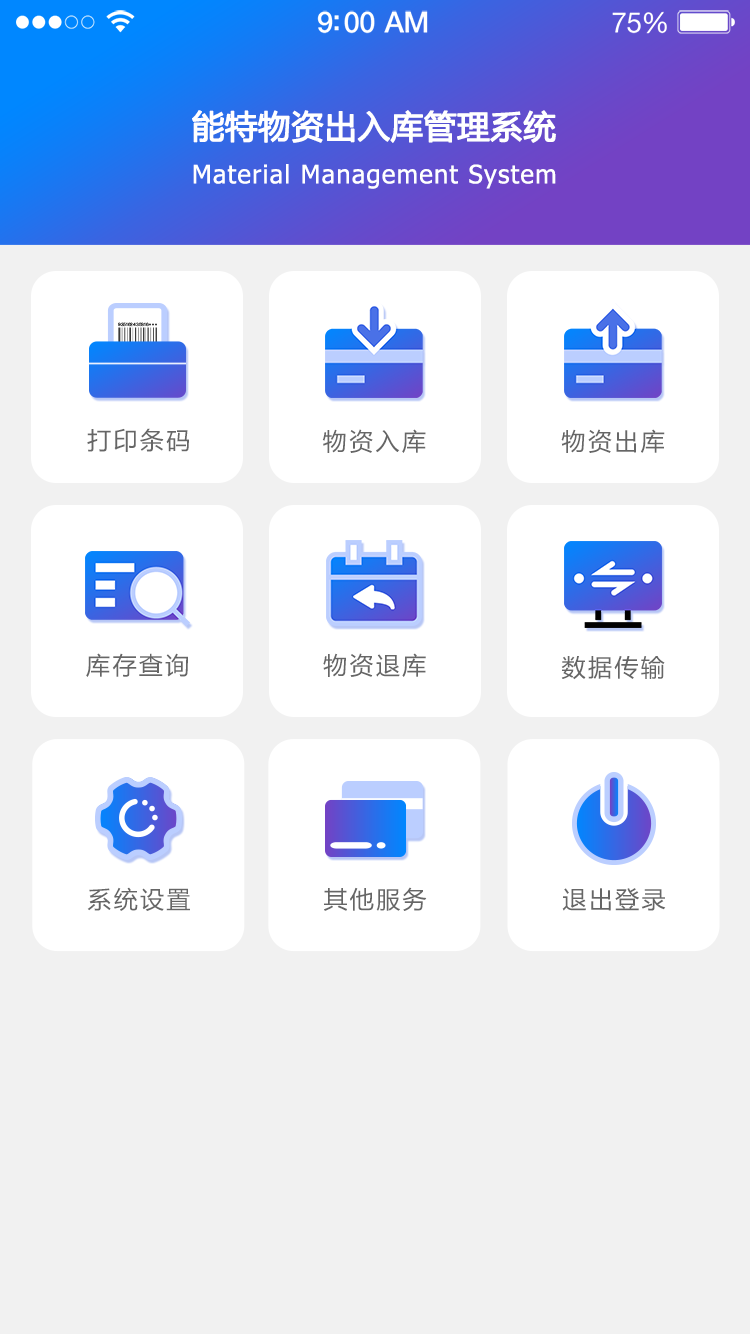 9:00 AM 75%
能特物资出入库管理系统
Material Management System
打印条码 物资入库 物资出库
库存查询 物资退库 数据传输
系统设置 其他服务 退出登录